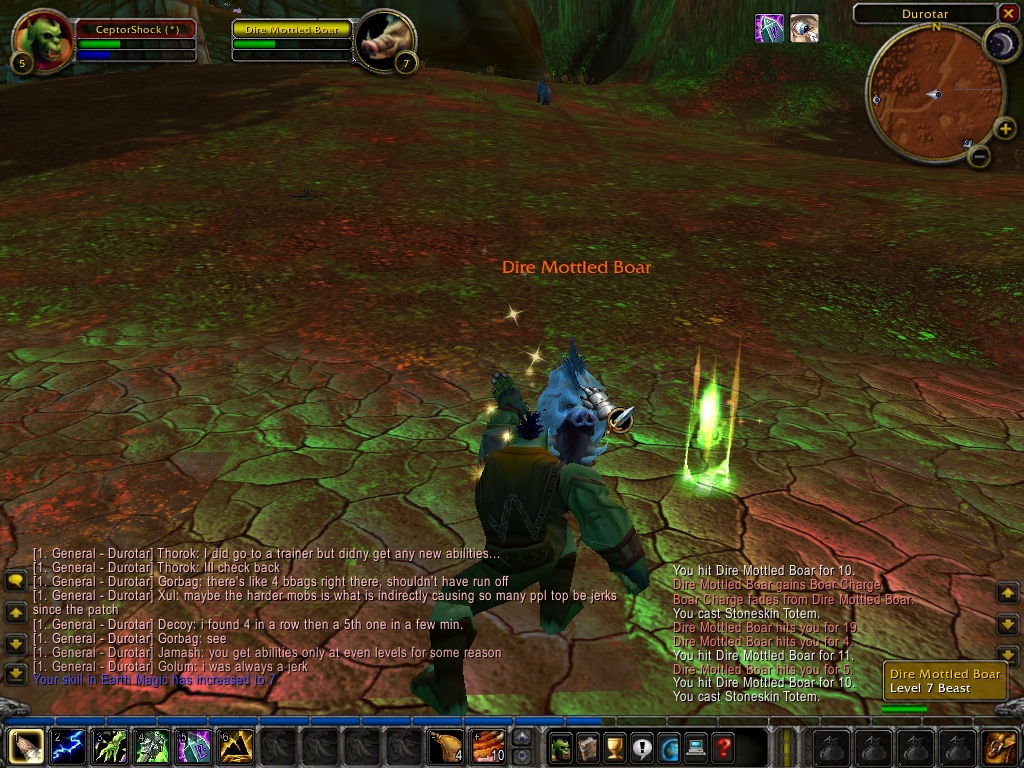 CeptorShock (*)
5
Dire Mottled Boar
7
Durotar
N
Dire Mottled Boar
[1. General - Durotar] Thorok: I did go to a trainer but didny get any new abilities...
[1. General - Durotar] Thorok: Ill check back
[1. General - Durotar] Gorbag: there's like 4 bbags right there, shouldn't have run off
[1. General - Durotar] Xul: maybe the harder mobs is what is indirectly causing so many ppl top be jerks
since the patch
[1. General - Durotar] Decoy: i found 4 in a row then a 5th one in a few min.
[1. General - Durotar] Gorbag: see
[1. General - Durotar] Jamash: you get abilities only at even levels for some reason
[1. General - Durotar] Golum: i was always a jerk
Your skill in Earth Magic has increased to 7.
You hit Dire Mottled Boar for 10.
Dire Mottled Boar gains Boar Charge.
Boar Charge fades from Dire Mottled Boar.
You cast Stoneskin Totem.
Dire Mottled Boar hits you for 19.
Dire Mottled Boar hits you for 4.
You hit Dire Mottled Boar for 11.
Dire Mottled Boar hits you for 5.
You hit Dire Mottled Boar for 10.
You cast Stoneskin Totem.
Dire Mottled Boar
Level 7 Beast
2
6
4
10